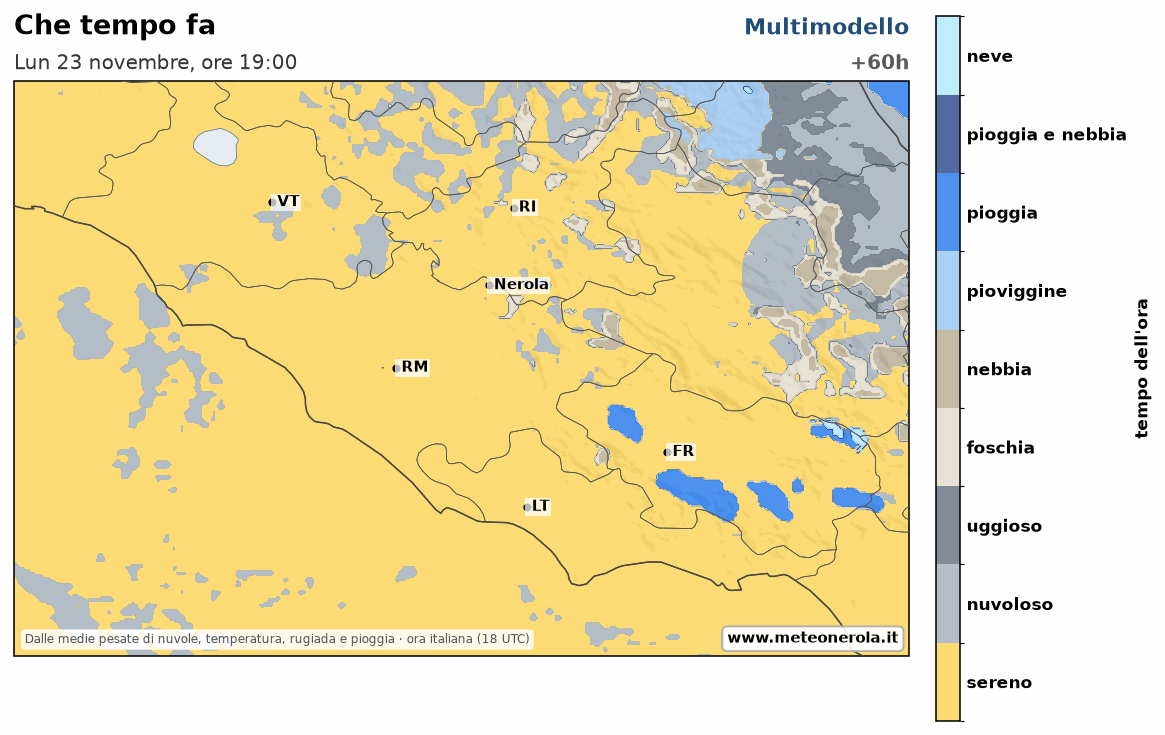 Che tempo fa
Multimodello
Lun 23 novembre, ore 19:00
+60h
neve
pioggia e nebbia
pioggia
pioviggine
nebbia
foschia
uggioso
nuvoloso
sereno
tempo dell'ora
VT
RI
Nerola
RM
FR
LT
Dalle medie pesate di nuvole, temperatura, rugiada e pioggia · ora italiana (18 UTC)
www.meteonerola.it